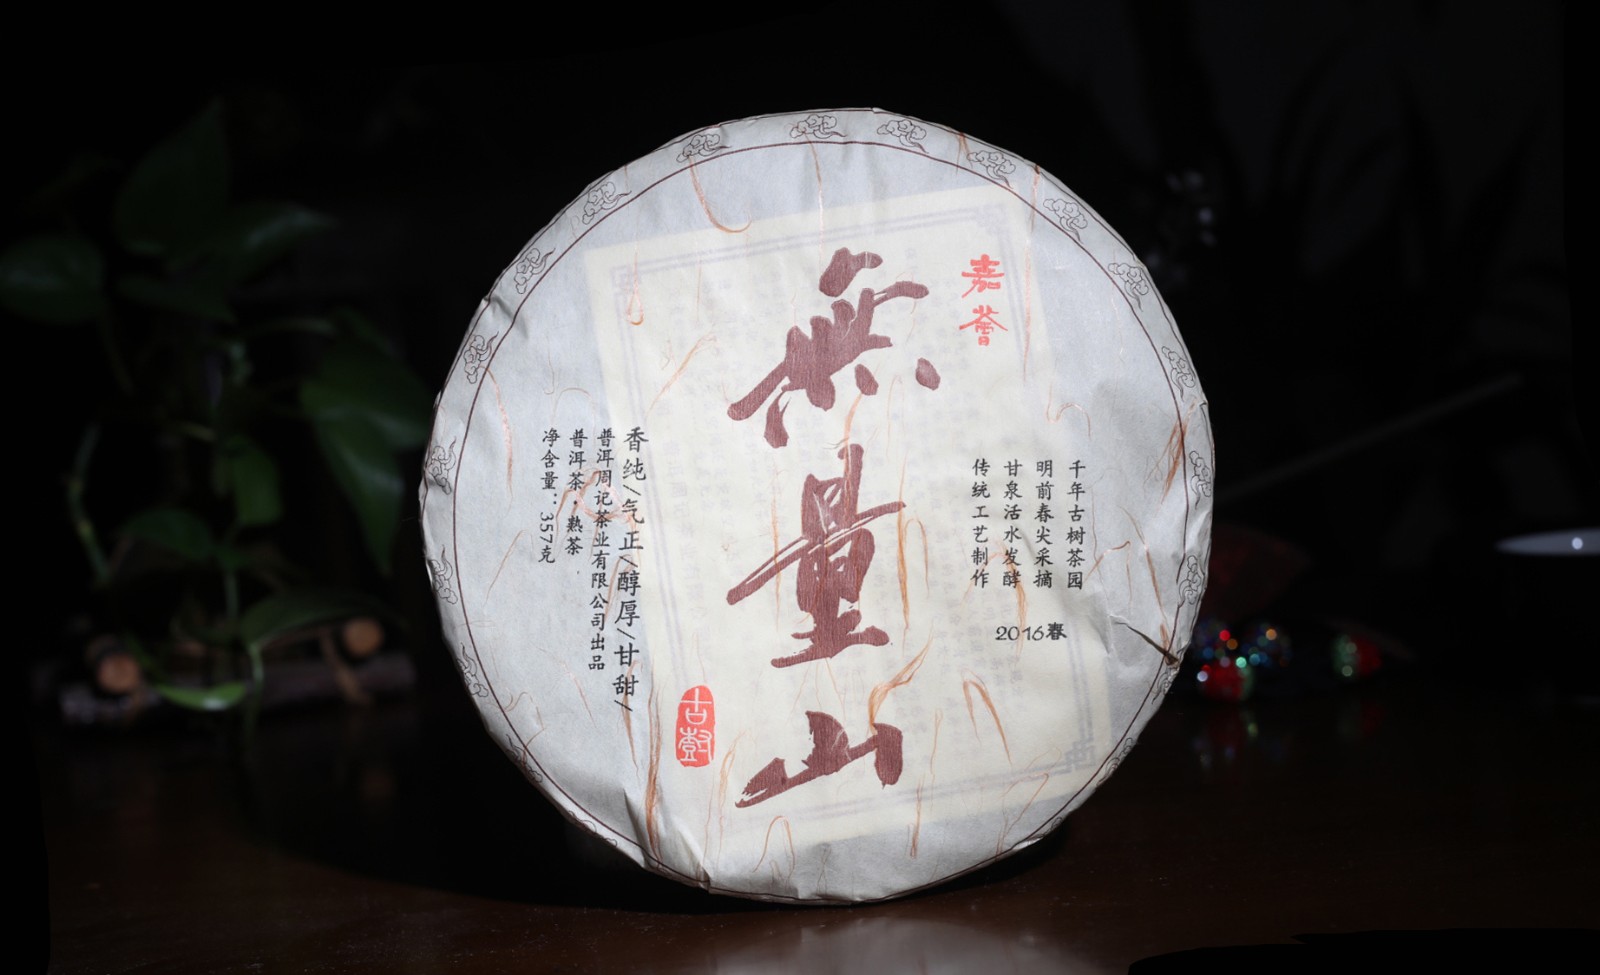 嘉荟
無量山
千年古树茶园
明前春尖采摘
甘泉活水发酵
传统工艺制作
2016春
香纯/气正/醇厚/甘甜/
普洱周记茶业有限公司出品
普洱茶·熟茶
净含量：357克
古